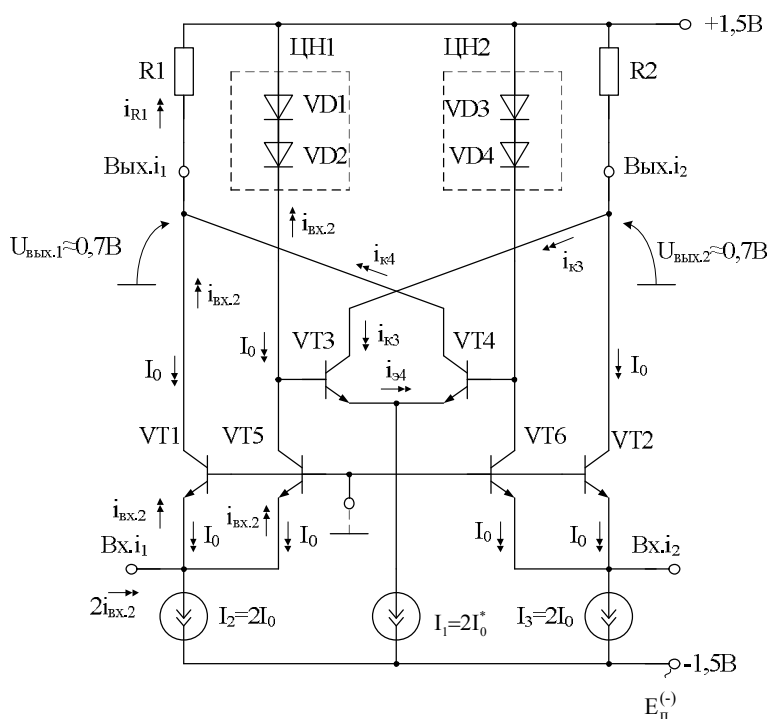 +1,5В
ЦН1
ЦН2
R1
R2
VD1
VD3
iR1
VD2
VD4
Вых.i1
Вых.i2
iвх.2
Uвых.1≈0,7В
iк4
iк3
Uвых.2≈0,7В
iвх.2
VT3
iк3
VT4
I0
I0
iэ4
I0
VT1
VT5
VT6
VT2
iвх.2
iвх.2
I0
I0
I0
I0
Вх.i1
Вх.i2
2iвх.2
I2=2I0
I1=2I0*
I3=2I0
-1,5В
Eп(-)